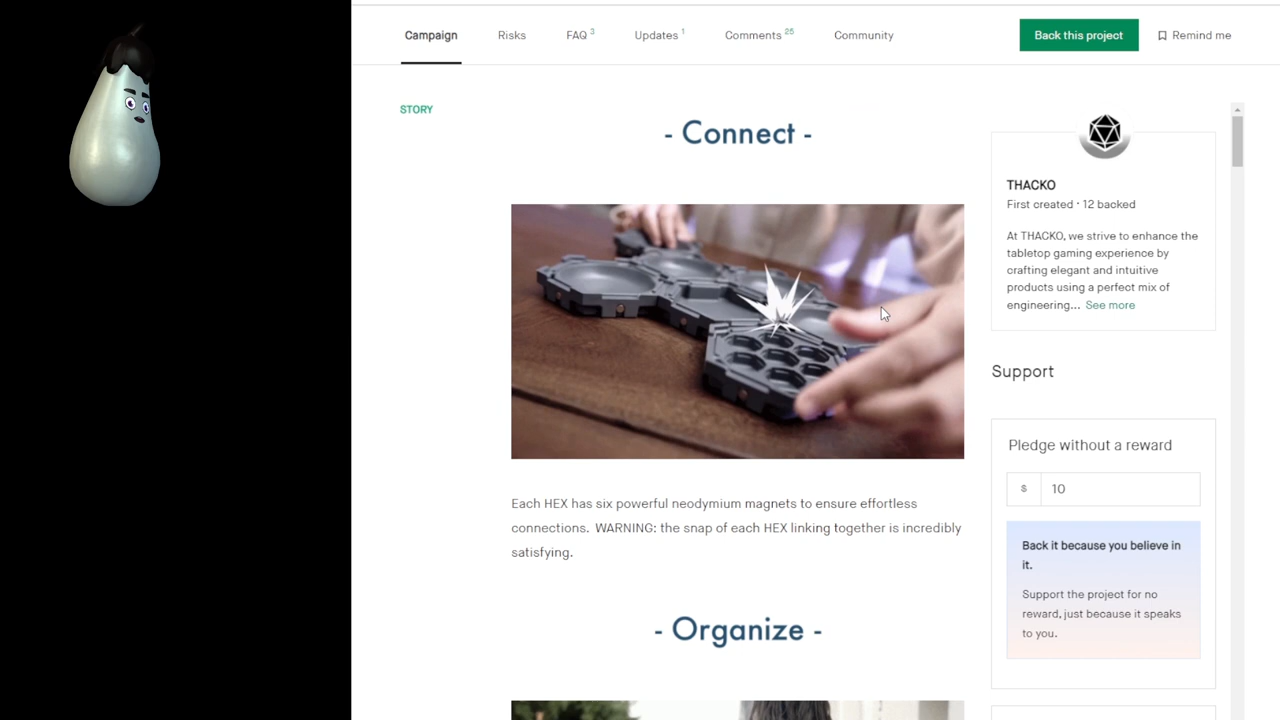 Campaign
Risks
FAQ 3
Updates 1
Comments 25
Community
Back this project
Remind me
STORY
- Connect -
Each HEX has six powerful neodymium magnets to ensure effortless
connections.  WARNING: the snap of each HEX linking together is incredibly
satisfying.
- Organize -
THACKO
First created · 12 backed
At THACKO, we strive to enhance the
tabletop gaming experience by
crafting elegant and intuitive
products using a perfect mix of
engineering... See more
Support
Pledge without a reward
$ 10
Back it because you believe in
it.
Support the project for no
reward, just because it speaks
to you.